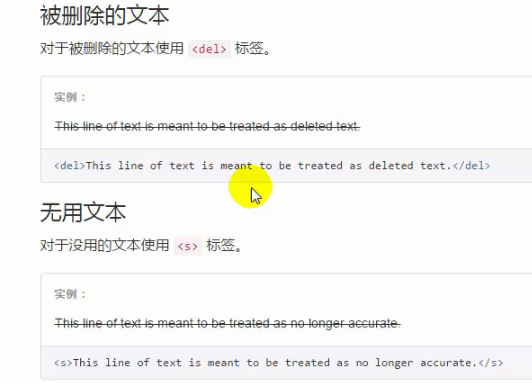 被删除的文本
对于被删除的文本使用 <del> 标签。
实例：
This line of text is meant to be treated as deleted text.
<del>This line of text is meant to be treated as deleted text.</del>
无用文本
对于没用的文本使用 <s> 标签。
实例：
This line of text is meant to be treated as no longer accurate.
<s>This line of text is meant to be treated as no longer accurate.</s>